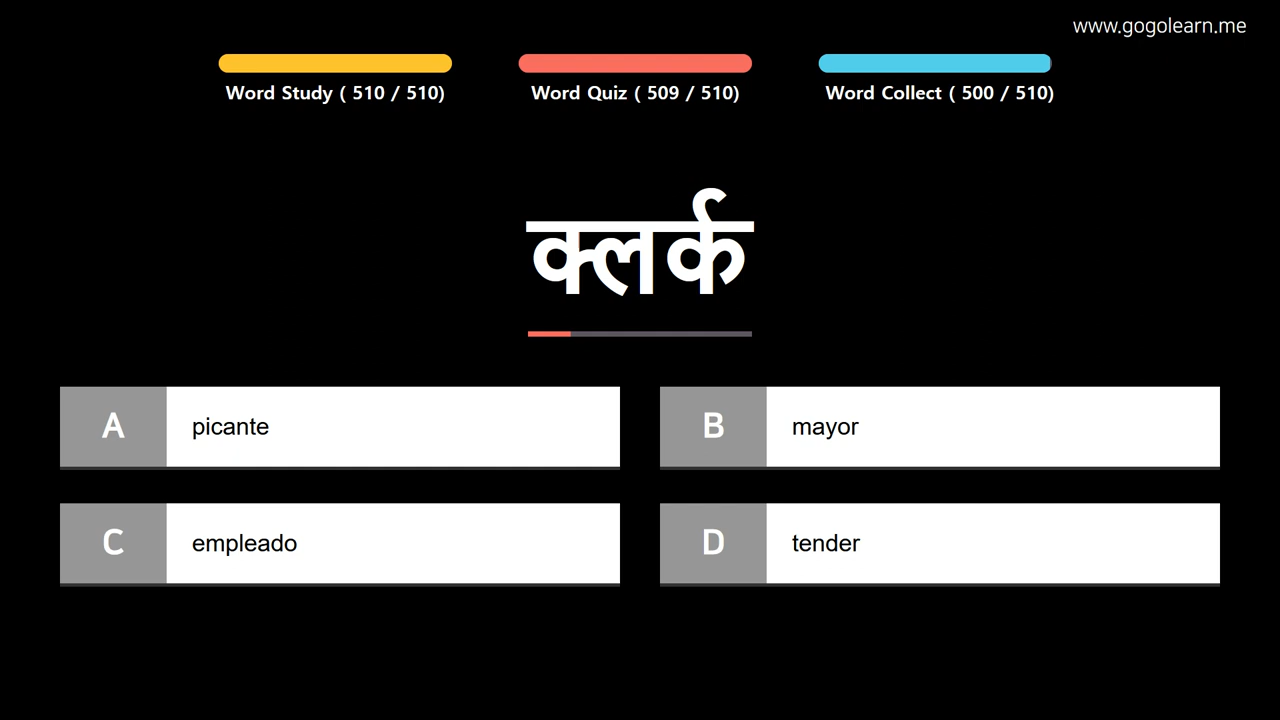 www.gogolearn.me
Word Study ( 510 / 510)
Word Quiz ( 509 / 510)
Word Collect ( 500 / 510)
क्लर्क
A picante
B mayor
C empleado
D tender